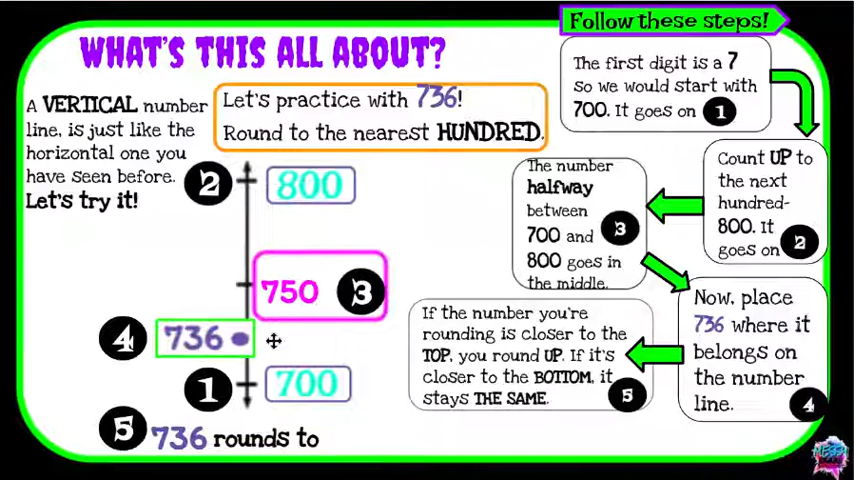 Follow these steps!
WHAT'S THIS ALL ABOUT?
A VERTICAL number
line, is just like the
horizontal one you
have seen before.
Let's try it!
Let's practice with 736!
Round to the nearest HUNDRED.
The first digit is a 7
so we would start with
700. It goes on 1
Count UP to
the next
hundred-
800. It
goes on 2
The number
halfway
between
700 and 3
800 goes in
the middle.
Now, place
736 where it
belongs on
the number
line. 4
If the number you're
rounding is closer to the
TOP, you round UP. If it's
closer to the BOTTOM, it
stays THE SAME. 5
2 800
750 3
4 736
1 700
5 736 rounds to